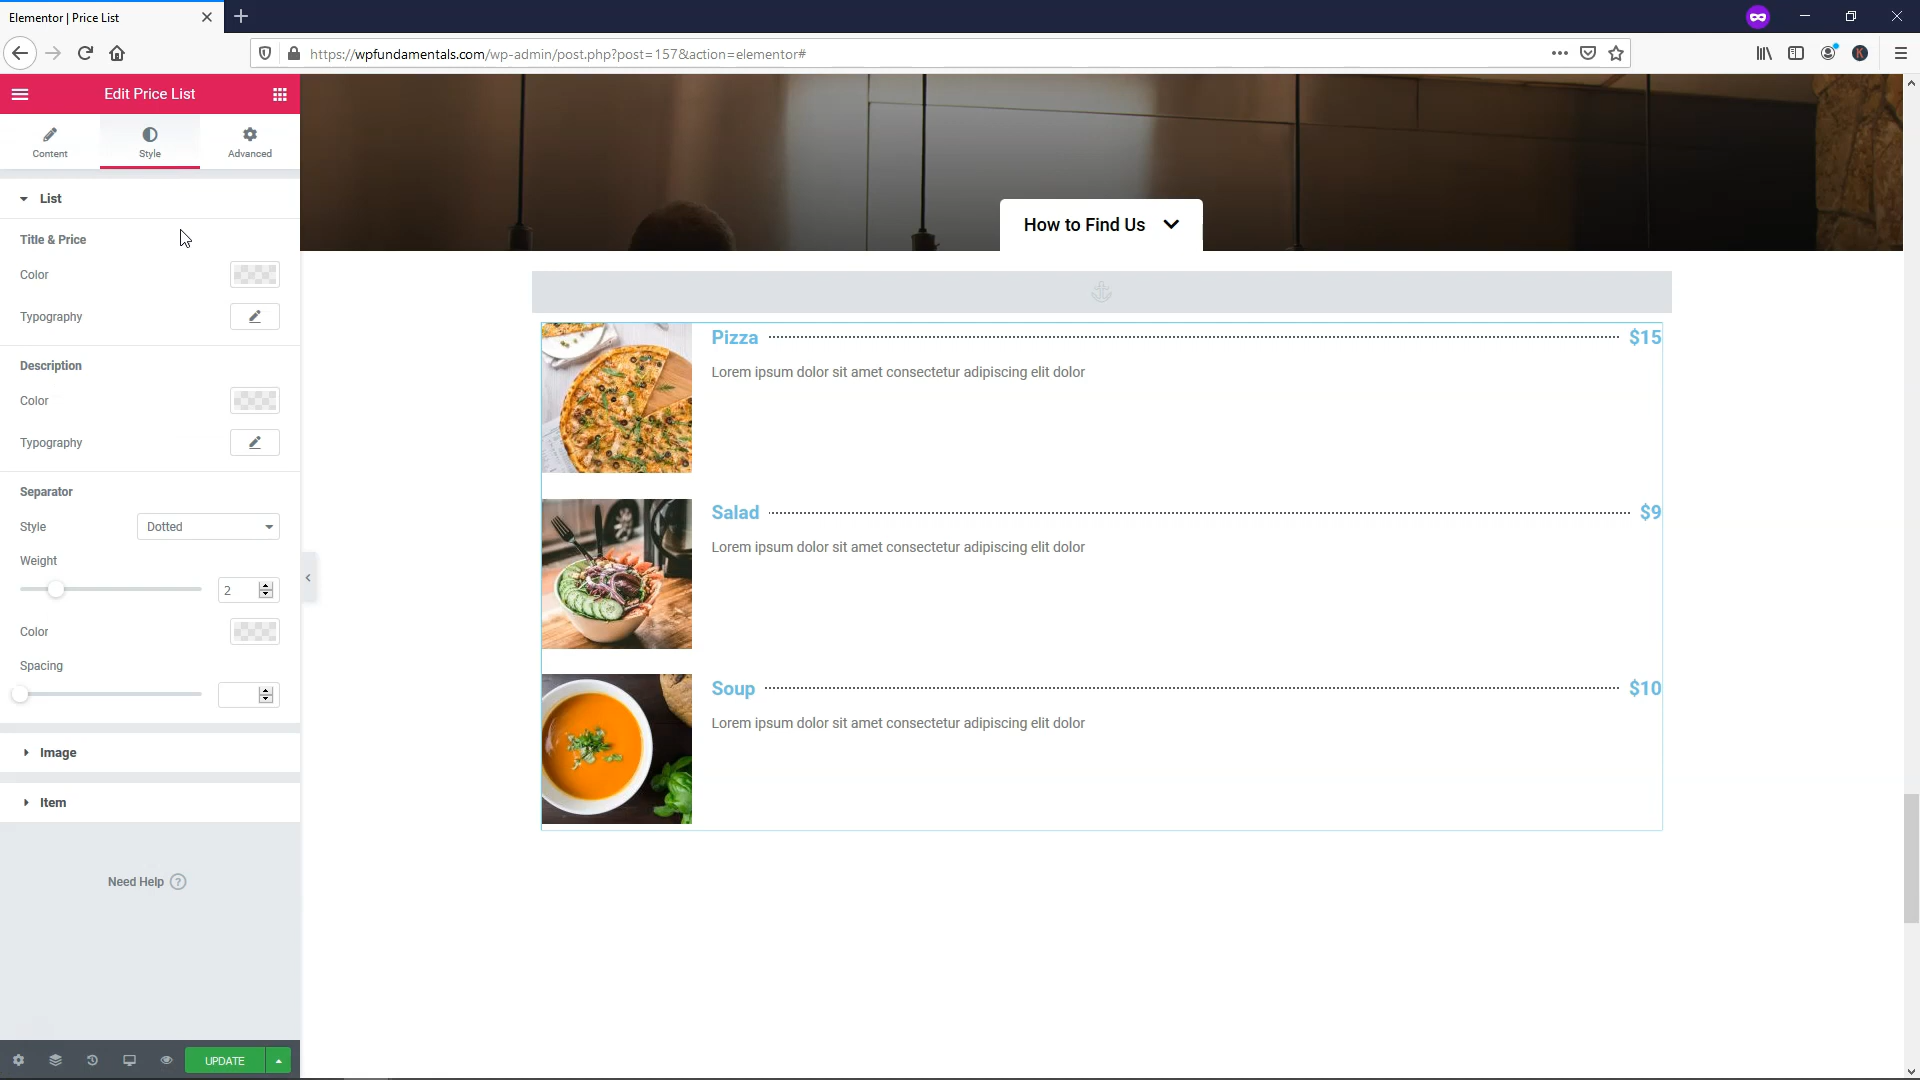 Elementor | Price List
https://wpfundamentals.com/wp-admin/post.php?post=157&action=elementor#
Edit Price List
Content
Style
Advanced
List
Title & Price
Color
Typography
Description
Color
Typography
Separator
Style
Dotted
Weight
2
Color
Spacing
Image
Item
Need Help ?
UPDATE
How to Find Us
Pizza $15
Lorem ipsum dolor sit amet consectetur adipiscing elit dolor
Salad $9
Lorem ipsum dolor sit amet consectetur adipiscing elit dolor
Soup $10
Lorem ipsum dolor sit amet consectetur adipiscing elit dolor
K